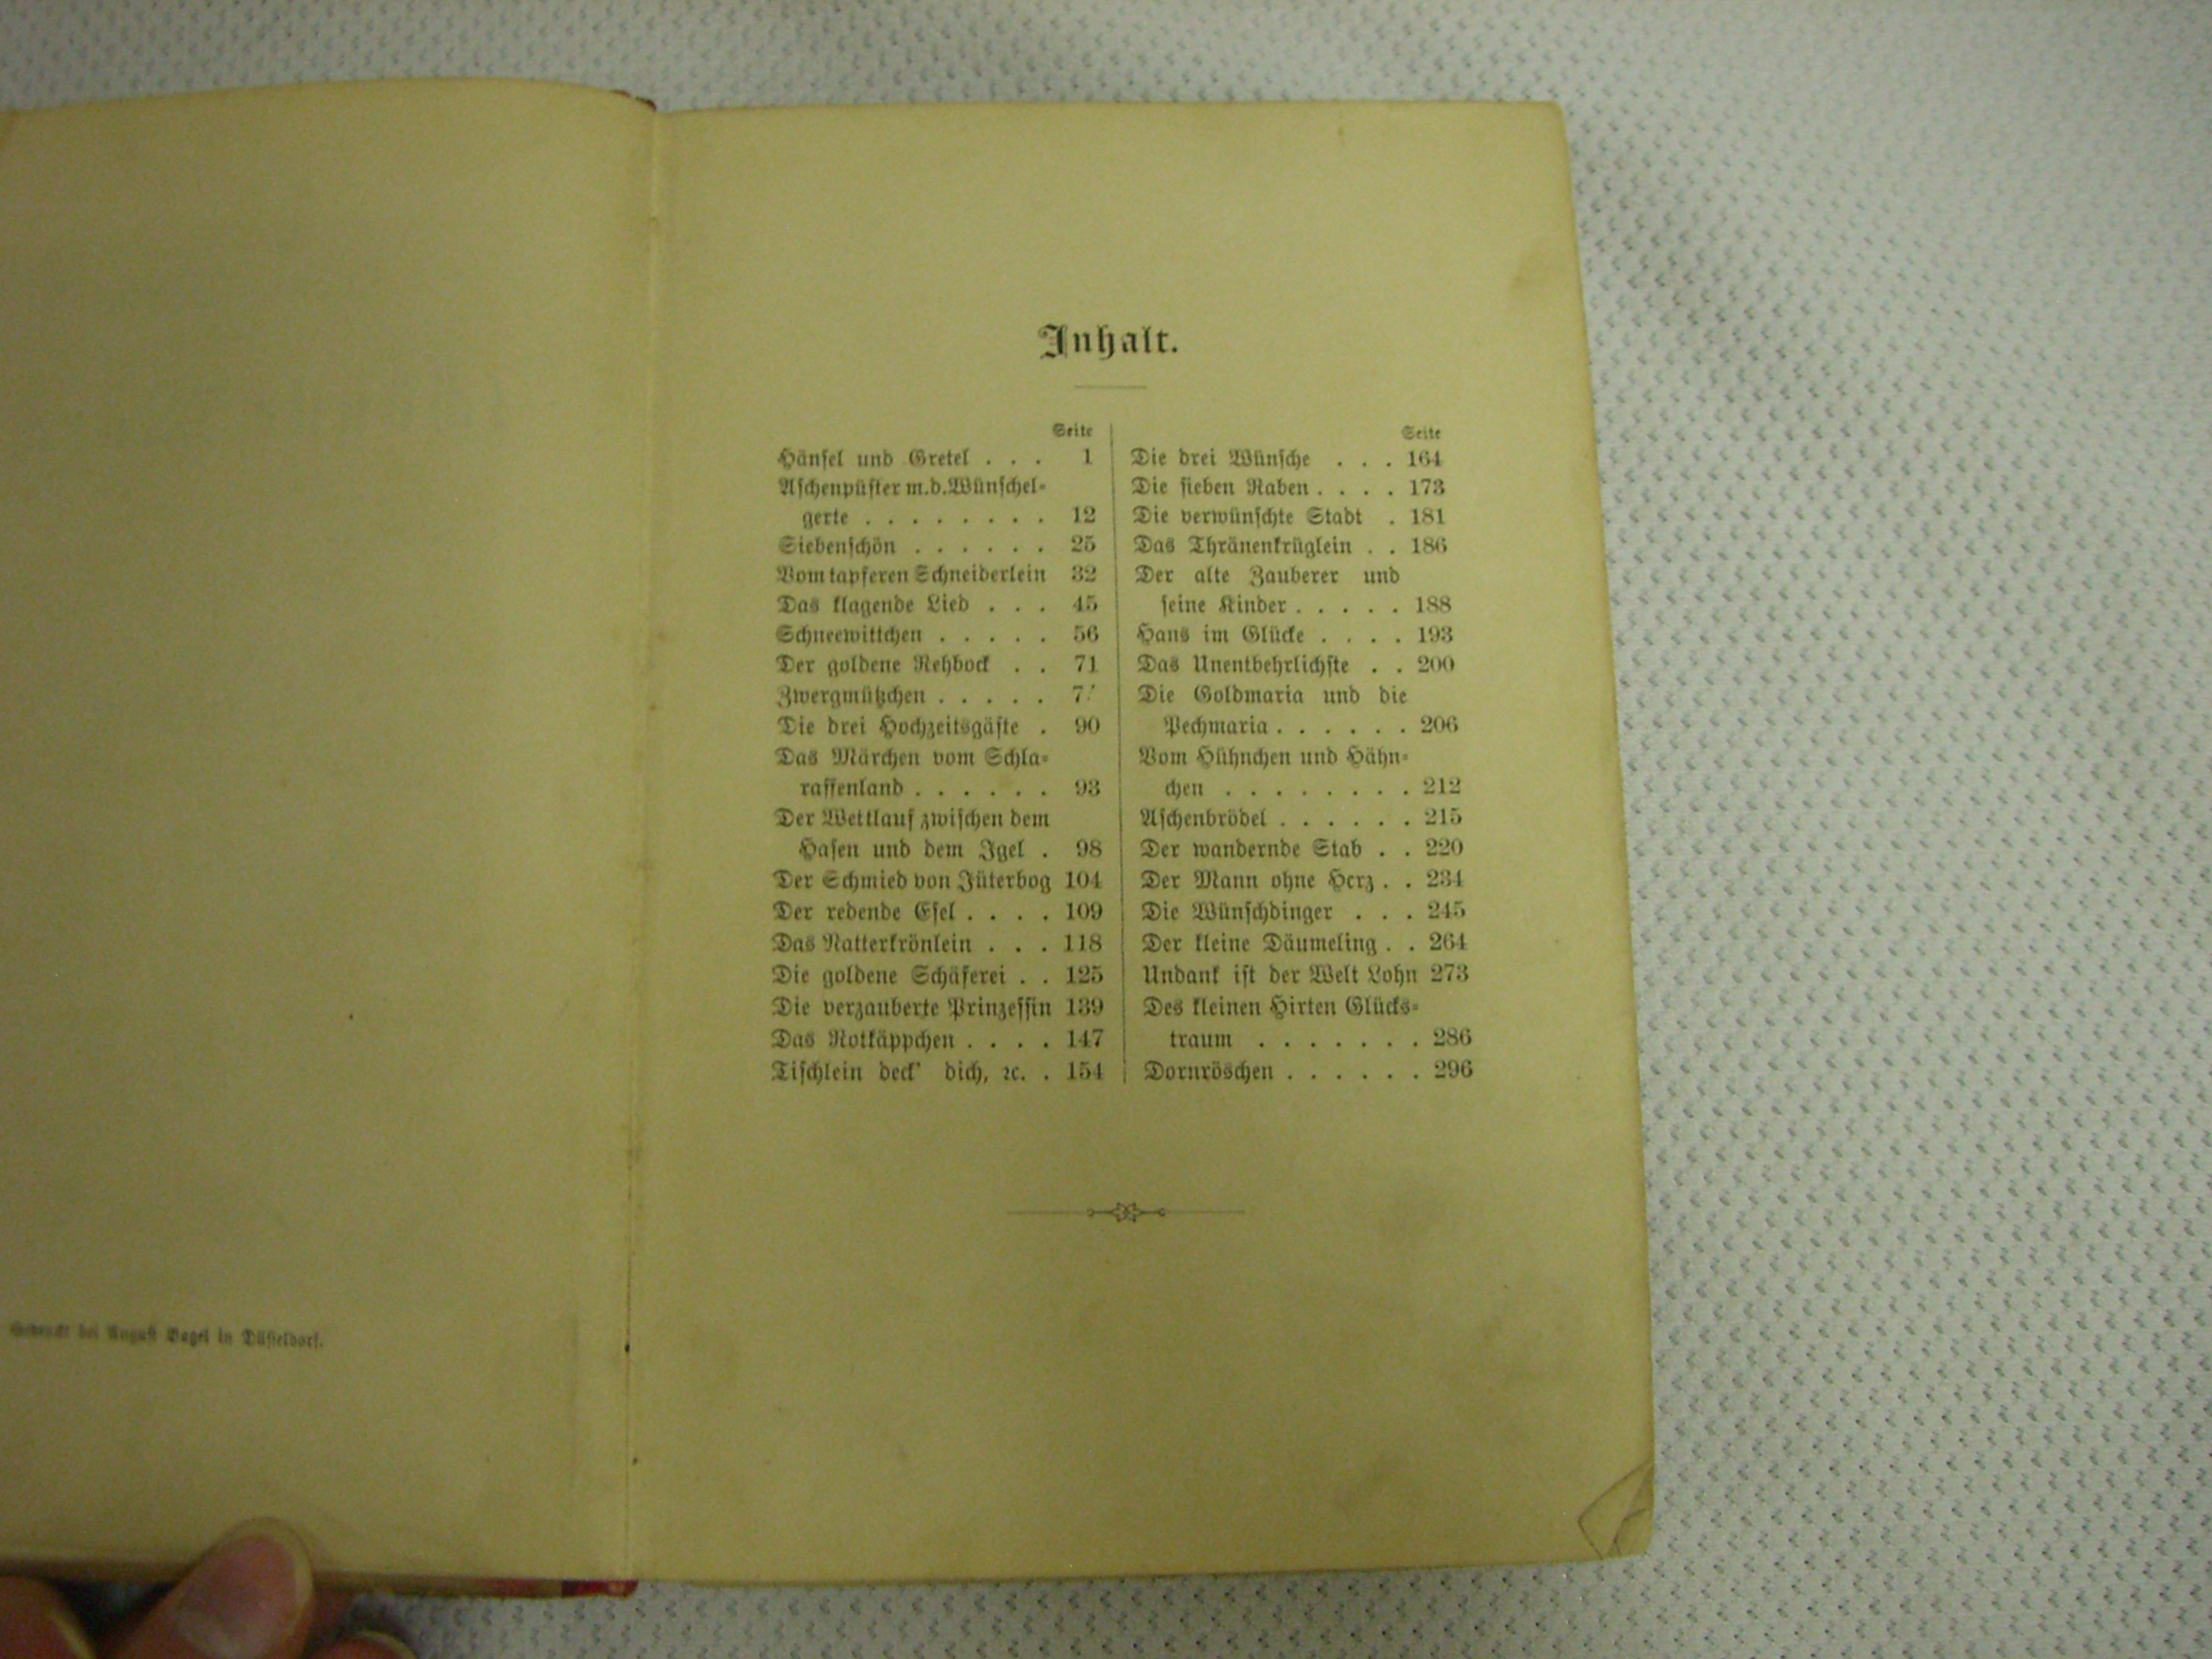 Inhalt.
Seite
Hänsel und Gretel . . . 1
Aschenpüster m.d.Wünschel-
gerte . . . . . . . . 12
Siebenschön . . . . . . 25
Vom tapferen Schneiderlein 32
Das klagende Lied . . . 45
Schneewittchen . . . . . 56
Der goldene Rehbock . . 71
Zwergmützchen . . . . .
Die drei Hochzeitsgäste . 90
Das Märchen vom Schla-
raffenland . . . . . . 93
Der Wettlauf zwischen dem
Hasen und dem Igel . 98
Der Schmied von Jüterbog 104
Der redende Esel . . . . 109
Das Natterkrönlein . . . 118
Die goldene Schäferei . . 125
Die verzauberte Prinzessin 139
Das Rotkäppchen . . . . 147
Tischlein deck' dich, ꝛc. . 154
Seite
Die drei Wünsche . . . 164
Die sieben Raben . . . . 173
Die verwünschte Stadt . 181
Das Thränenkrüglein . . 186
Der alte Zauberer und
seine Kinder . . . . . 188
Hans im Glücke . . . . 193
Das Unentbehrlichste . . 200
Die Goldmaria und die
Pechmaria . . . . . . 206
Vom Hühnchen und Hähn-
chen . . . . . . . . 212
Aschenbrödel . . . . . . 215
Der wandernde Stab . . 220
Der Mann ohne Herz . . 234
Die Wünschdinger . . . 245
Der kleine Däumeling . . 264
Undank ist der Welt Lohn 273
Des kleinen Hirten Glücks-
traum . . . . . . . 286
Dornröschen . . . . . . 296
bei August Bagel in Düsseldorf.